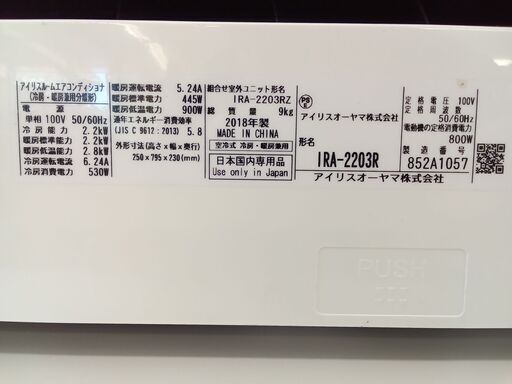 アイリスルームエアコンディショナ
(冷房・暖房兼用分離形)
電源
単相 100V 50/60Hz
冷房能力 2.2kW
暖房標準能力 2.2kW
暖房低温能力 2.8kW
冷房運転電流 6.24A
冷房消費電力 530W
暖房運転電流 5.24A
暖房標準電力 445W
暖房低温電力 900W
通年エネルギー消費効率
(JIS C 9612:2013) 5.8
外形寸法(高さ×幅×奥行)
250×795×230(mm)
組合せ室外ユニット形名
IRA-2203RZ
総質量 9kg
2018年製
MADE IN CHINA
空冷式 冷房・暖房兼用
日本国内専用品
Use only in Japan
PS
E
アイリスオーヤマ株式会社
形名
IRA-2203R
アイリスオーヤマ株式会社
定格電圧 100V
定格周波数
50/60Hz
電動機の定格消費電力
800W
製造番号
852A1057
PUSH